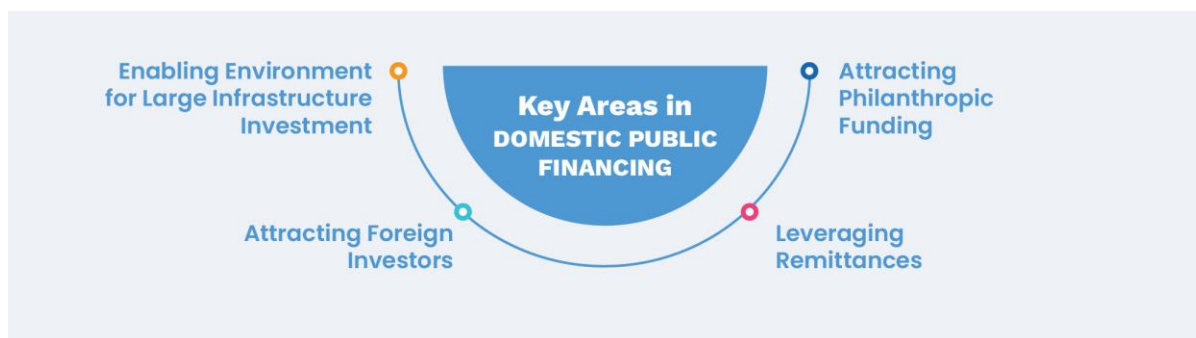 Enabling Environment
for Large Infrastructure
Investment
Key Areas in
DOMESTIC PUBLIC
FINANCING
Attracting
Philanthropic
Funding
Attracting Foreign
Investors
Leveraging
Remittances